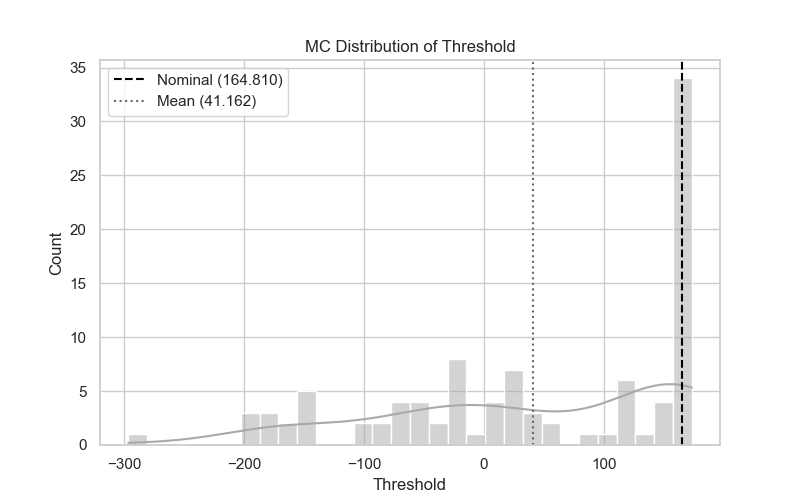 MC Distribution of Threshold
Nominal (164.810)
Mean (41.162)
35
30
25
20
15
10
5
0
Count
−300
−200
−100
0
100
Threshold